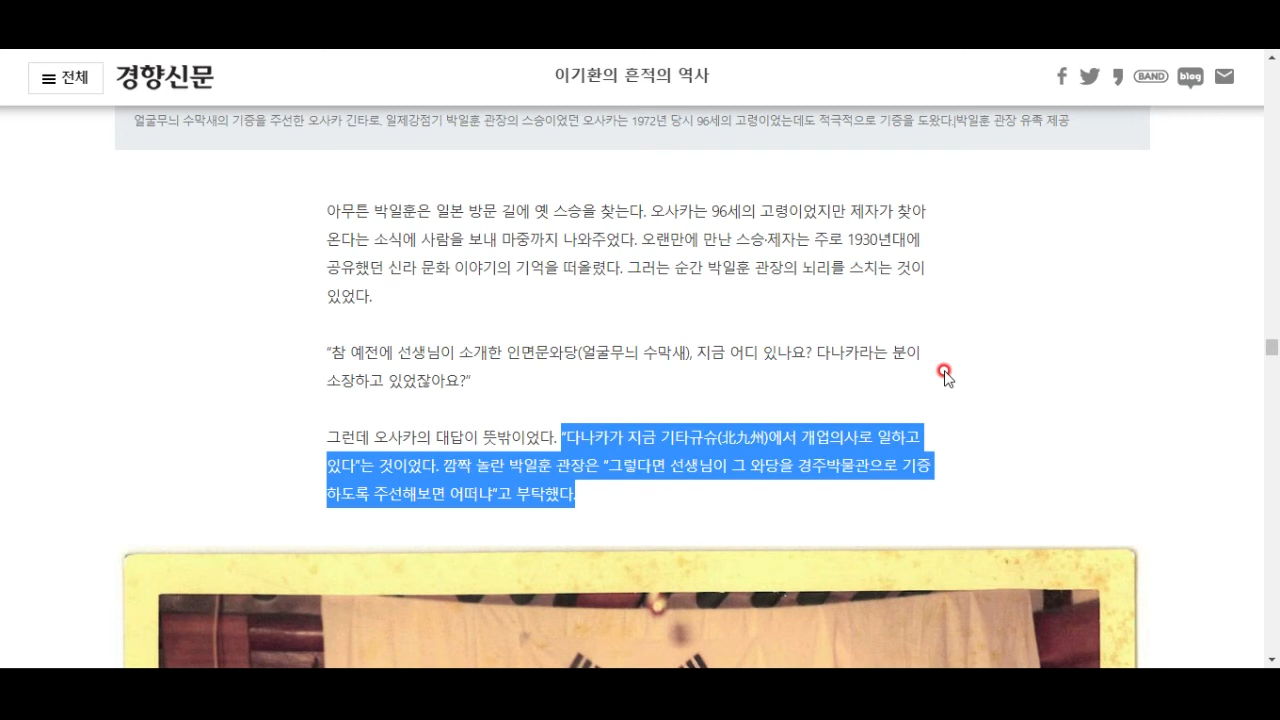 전체
경향신문
이기환의 흔적의 역사
f
BAND
blog
얼굴무늬 수막새의 기증을 주선한 오사카 긴타로. 일제강점기 박일훈 관장의 스승이었던 오사카는 1972년 당시 96세의 고령이었는데도 적극적으로 기증을 도왔다.|박일훈 관장 유족 제공
아무튼 박일훈은 일본 방문 길에 옛 스승을 찾는다. 오사카는 96세의 고령이었지만 제자가 찾아
온다는 소식에 사람을 보내 마중까지 나와주었다. 오랜만에 만난 스승·제자는 주로 1930년대에
공유했던 신라 문화 이야기의 기억을 떠올렸다. 그러는 순간 박일훈 관장의 뇌리를 스치는 것이
있었다.
“참 예전에 선생님이 소개한 인면문와당(얼굴무늬 수막새), 지금 어디 있나요? 다나카라는 분이
소장하고 있었잖아요?”
그런데 오사카의 대답이 뜻밖이었다. “다나카가 지금 기타규슈(北九州)에서 개업의사로 일하고
있다”는 것이었다. 깜짝 놀란 박일훈 관장은 “그렇다면 선생님이 그 와당을 경주박물관으로 기증
하도록 주선해보면 어떠냐”고 부탁했다.